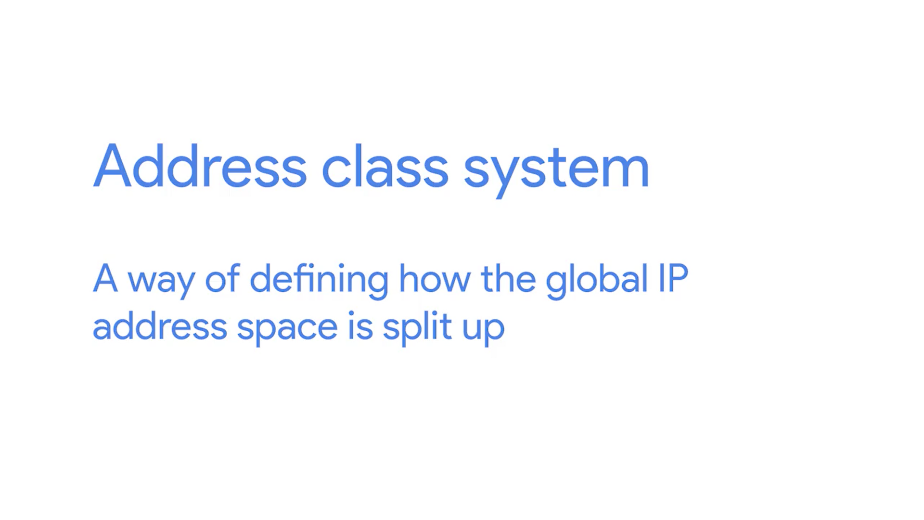 Address class system
A way of defining how the global IP
address space is split up